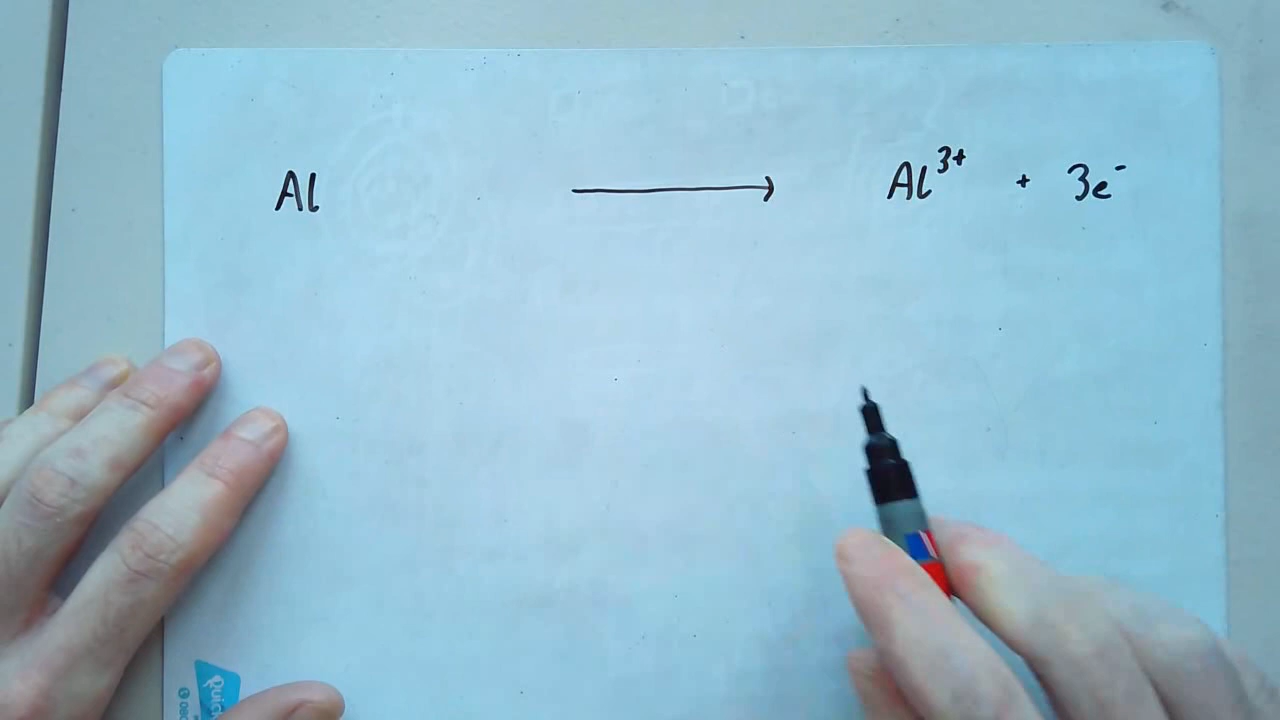 Al → Al³⁺ + 3e⁻